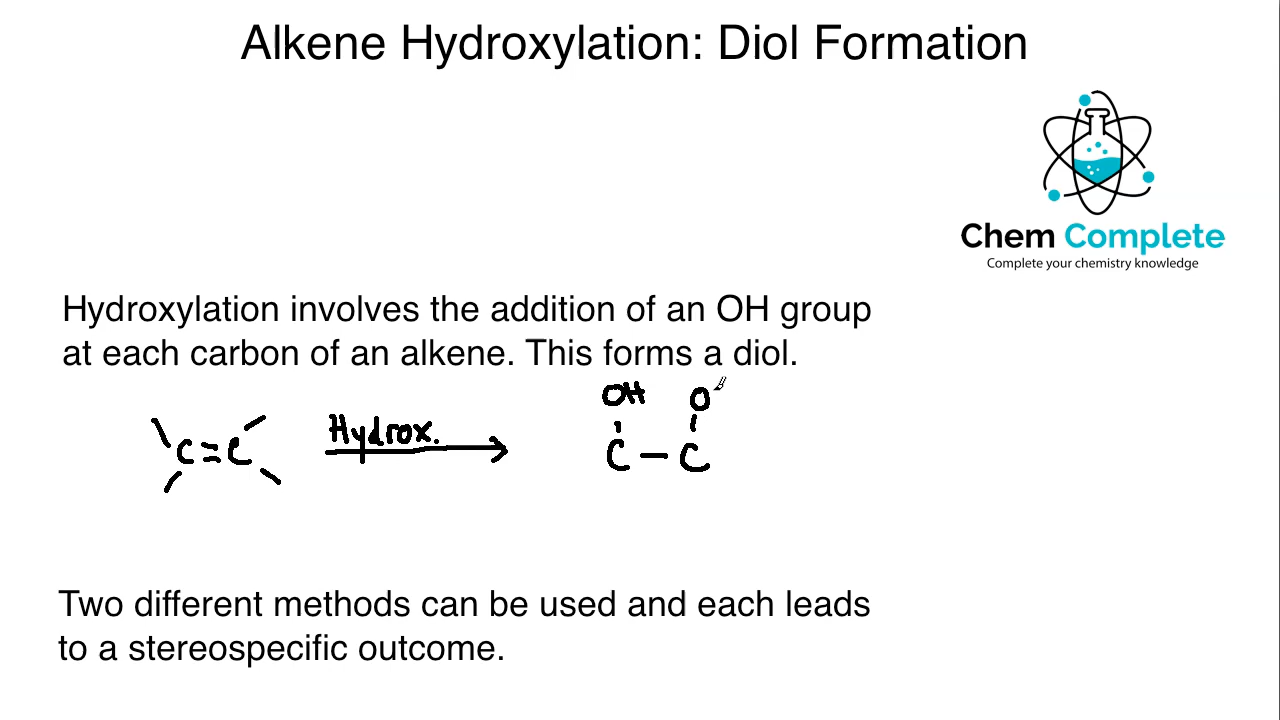 Alkene Hydroxylation: Diol Formation
Chem Complete
Complete your chemistry knowledge
Hydroxylation involves the addition of an OH group
at each carbon of an alkene. This forms a diol.
OH O
C=C Hydrox. C-C
Two different methods can be used and each leads
to a stereospecific outcome.